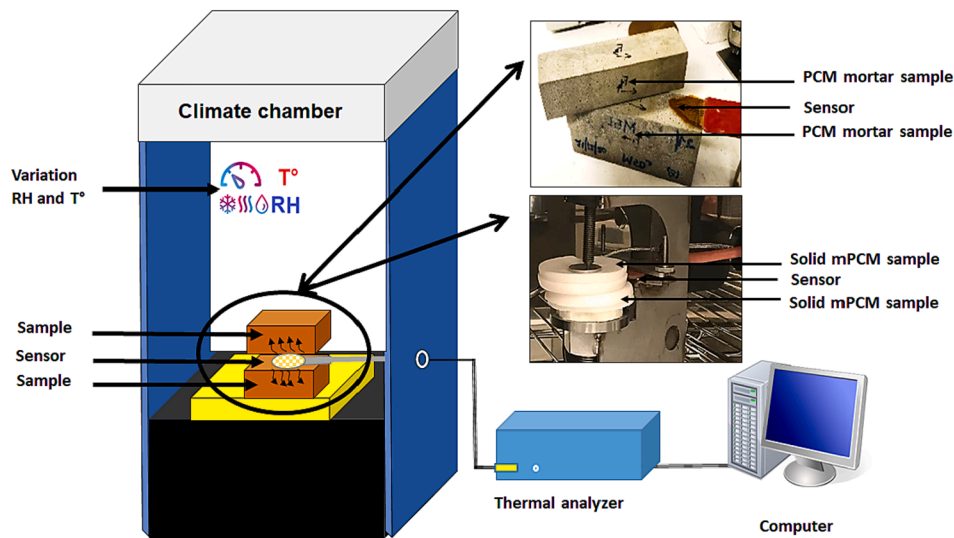 Climate chamber
Variation
RH and T°
T°
RH
Sample
Sensor
Sample
PCM mortar sample
Sensor
PCM mortar sample
Solid mPCM sample
Sensor
Solid mPCM sample
Thermal analyzer
Computer